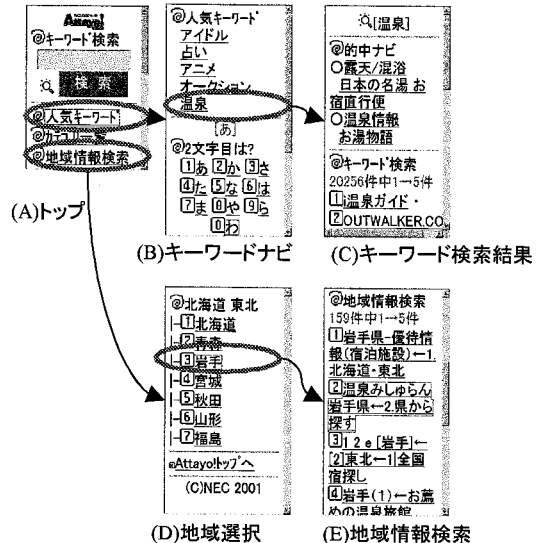 Attayo!
@キーワード検索
検索
@人気キーワード
@カテゴリ一覧
@地域情報検索
(A)トップ
@人気キーワード
アイドル
占い
アニメ
オークション
温泉
[あ]
@2文字目は?
1あ 2か 3さ
4た 5な 6は
7ま 8や 9ら
0わ
(B)キーワードナビ
[温泉]
@的中ナビ
○露天/混浴
日本の名湯 お
宿直行便
○温泉情報
お湯物語
@キーワード検索
20256件中1→5件
1温泉ガイド・
2OUTWALKER.CO
(C)キーワード検索結果
@北海道 東北
├1北海道
├2青森
├3岩手
├4宮城
├5秋田
├6山形
├7福島
Attayo!トップへ
(C)NEC 2001
(D)地域選択
@地域情報検索
159件中1→5件
1岩手県-優待情
報(宿泊施設)←1.
北海道・東北
2温泉みしゅらん
岩手県←2.県から
探す
312e[岩手]←
[2]東北←1|全国
宿探し
4岩手(1)←お薦
めの温泉旅館
(E)地域情報検索